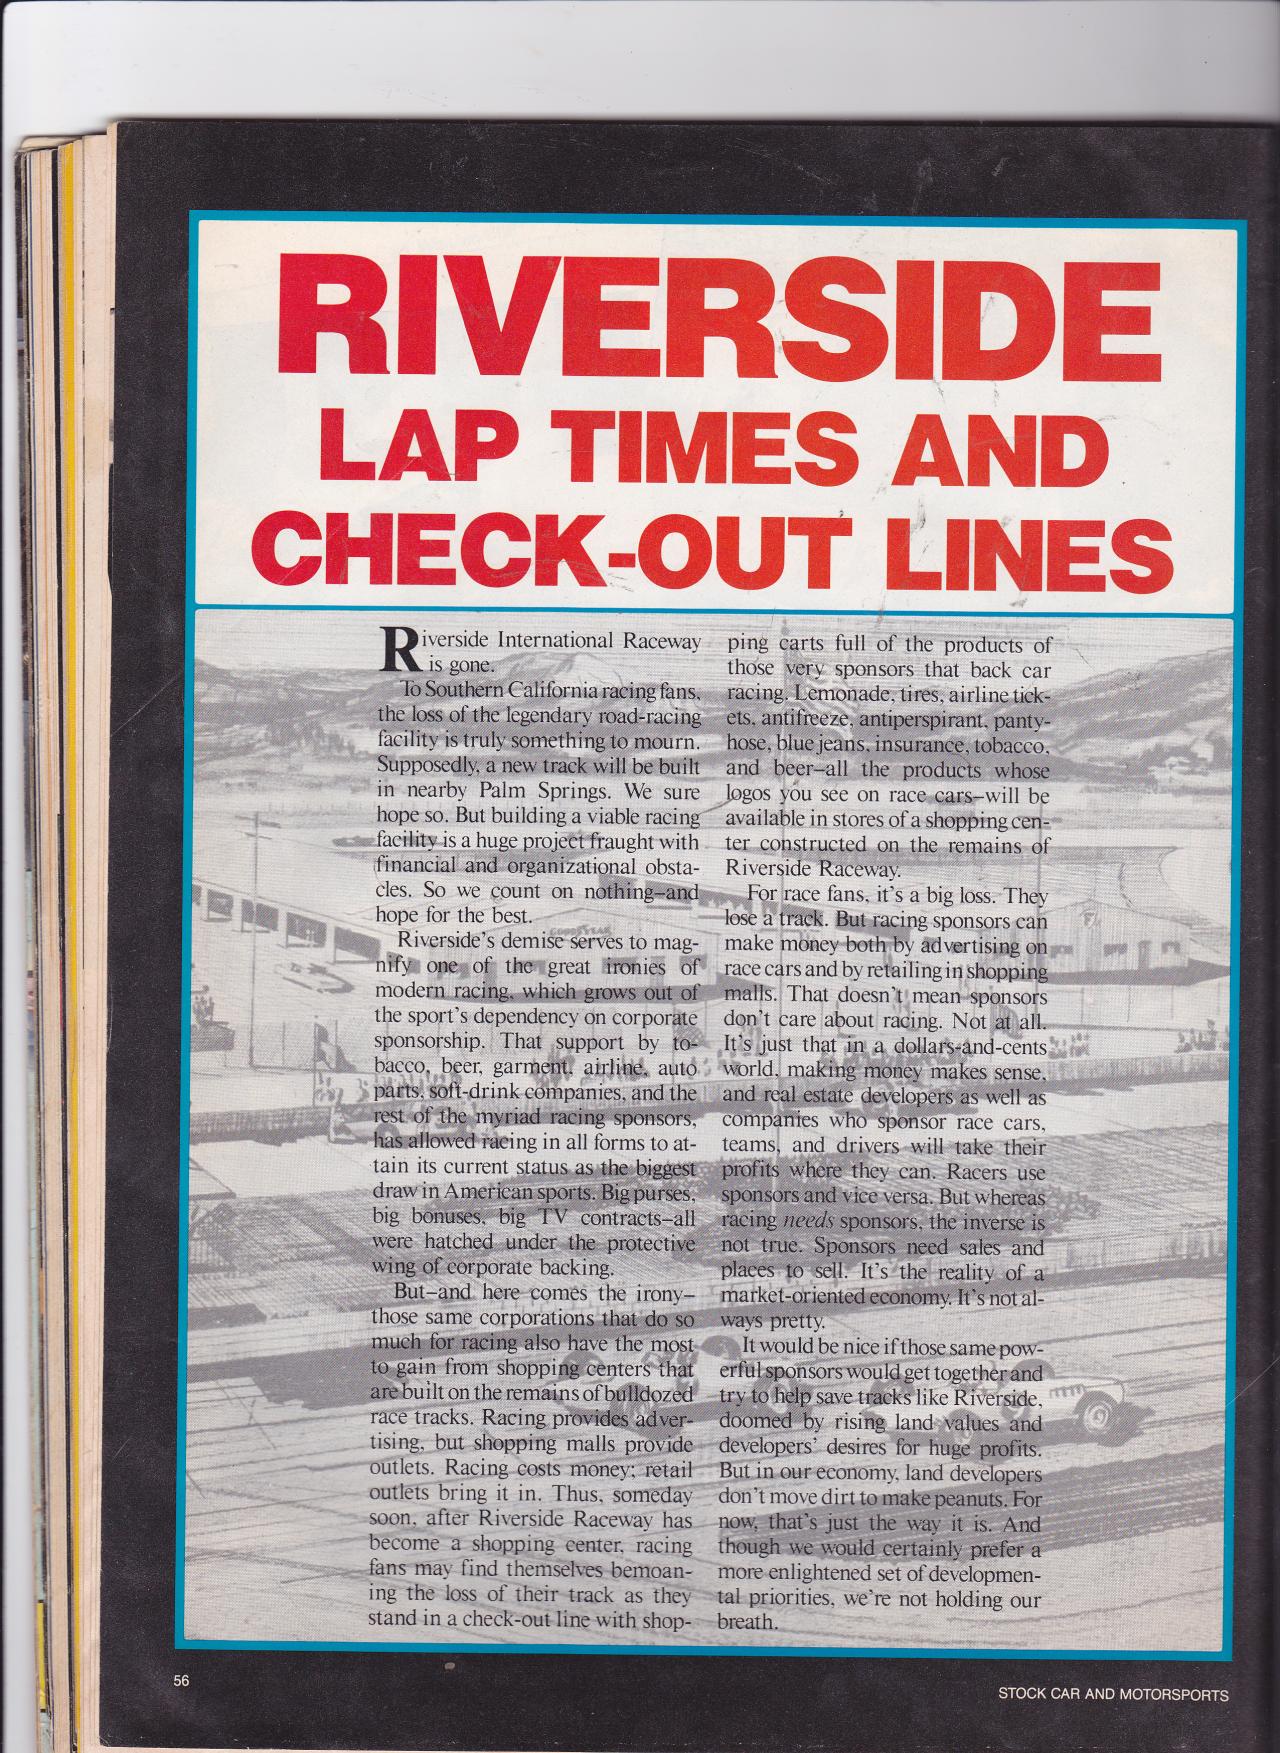 RIVERSIDE
LAP TIMES AND
CHECK-OUT LINES
Riverside International Raceway
is gone.
To Southern California racing fans,
the loss of the legendary road-racing
facility is truly something to mourn.
Supposedly, a new track will be built
in nearby Palm Springs. We sure
hope so. But building a viable racing
facility is a huge project fraught with
financial and organizational obsta-
cles. So we count on nothing–and
hope for the best.
Riverside's demise serves to mag-
nify one of the great ironies of
modern racing, which grows out of
the sport's dependency on corporate
sponsorship. That support by to-
bacco, beer, garment, airline, auto
parts, soft-drink companies, and the
rest of the myriad racing sponsors,
has allowed racing in all forms to at-
tain its current status as the biggest
draw in American sports. Big purses,
big bonuses, big TV contracts–all
were hatched under the protective
wing of corporate backing.
But–and here comes the irony–
those same corporations that do so
much for racing also have the most
to gain from shopping centers that
are built on the remains of bulldozed
race tracks. Racing provides adver-
tising, but shopping malls provide
outlets. Racing costs money; retail
outlets bring it in. Thus, someday
soon, after Riverside Raceway has
become a shopping center, racing
fans may find themselves bemoan-
ing the loss of their track as they
stand in a check-out line with shop-
ping carts full of the products of
those very sponsors that back car
racing. Lemonade, tires, airline tick-
ets, antifreeze, antiperspirant, panty-
hose, blue jeans, insurance, tobacco,
and beer–all the products whose
logos you see on race cars–will be
available in stores of a shopping cen-
ter constructed on the remains of
Riverside Raceway.
For race fans, it's a big loss. They
lose a track. But racing sponsors can
make money both by advertising on
race cars and by retailing in shopping
malls. That doesn't mean sponsors
don't care about racing. Not at all.
It's just that in a dollars-and-cents
world, making money makes sense,
and real estate developers as well as
companies who sponsor race cars,
teams, and drivers will take their
profits where they can. Racers use
sponsors and vice versa. But whereas
racing needs sponsors, the inverse is
not true. Sponsors need sales and
places to sell. It's the reality of a
market-oriented economy. It's not al-
ways pretty.
It would be nice if those same pow-
erful sponsors would get together and
try to help save tracks like Riverside,
doomed by rising land values and
developers' desires for huge profits.
But in our economy, land developers
don't move dirt to make peanuts. For
now, that's just the way it is. And
though we would certainly prefer a
more enlightened set of developmen-
tal priorities, we're not holding our
breath.
GOODYEAR
56
STOCK CAR AND MOTORSPORTS